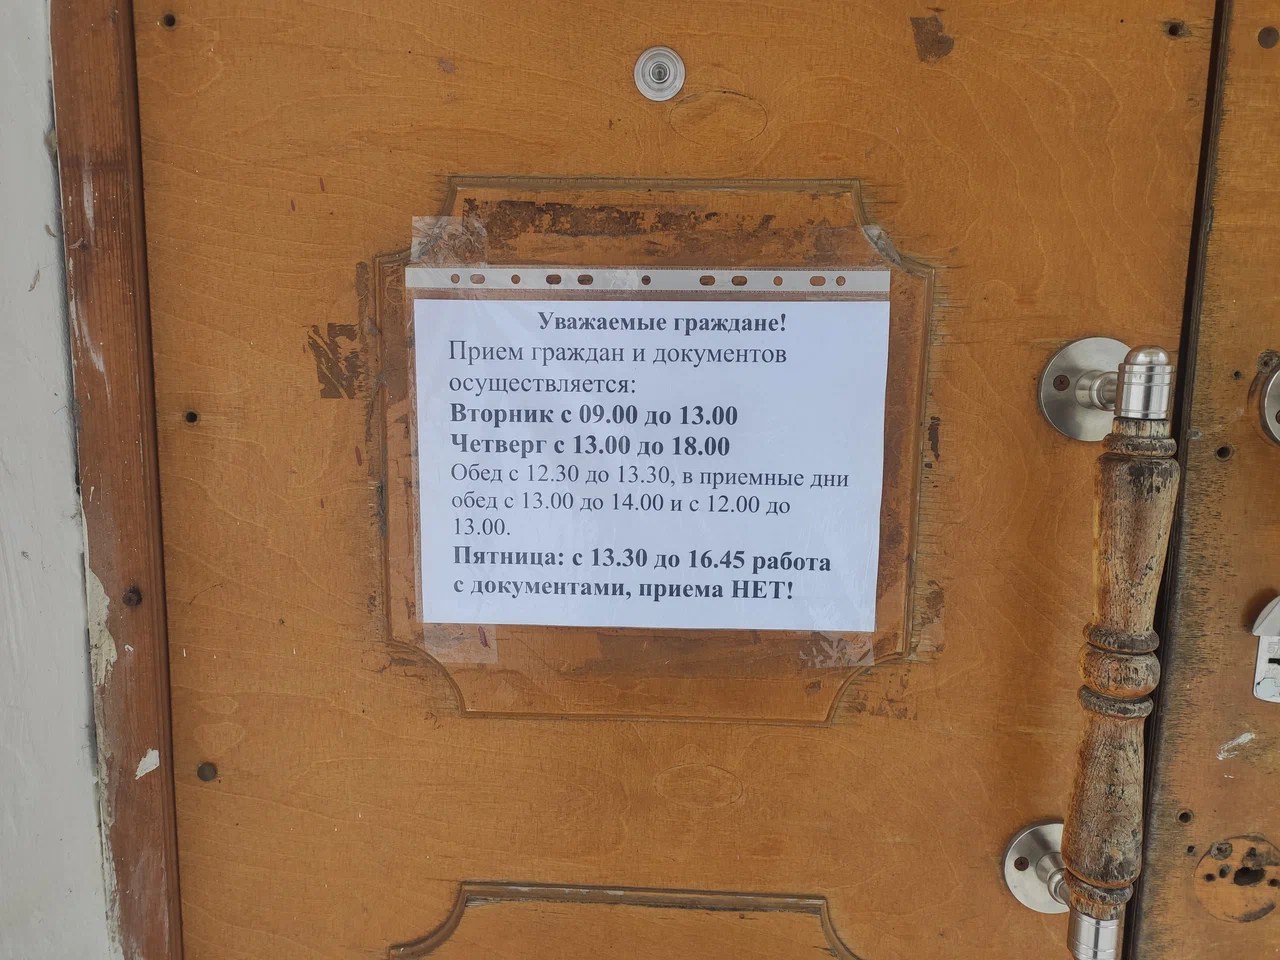 Уважаемые граждане!
Прием граждан и документов
осуществляется:
Вторник с 09.00 до 13.00
Четверг с 13.00 до 18.00
Обед с 12.30 до 13.30, в приемные дни
обед с 13.00 до 14.00 и с 12.00 до
13.00.
Пятница: с 13.30 до 16.45 работа
с документами, приема НЕТ!